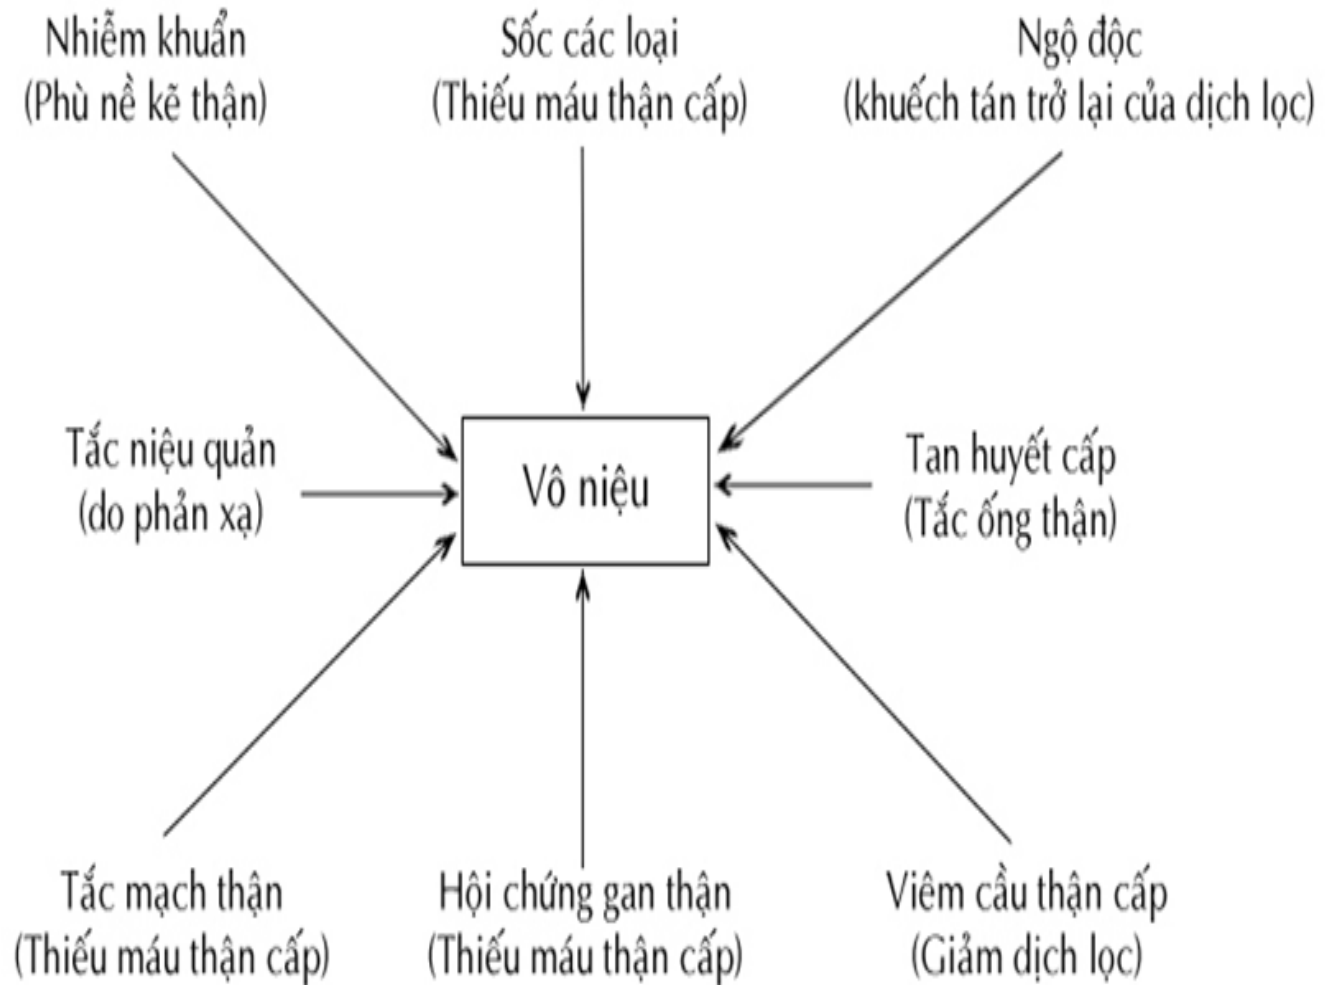 Nhiễm khuẩn
(Phù nề kẽ thận)
Sốc các loại
(Thiếu máu thận cấp)
Ngộ độc
(khuếch tán trở lại của dịch lọc)
Tắc niệu quản
(do phản xạ)
Vô niệu
Tan huyết cấp
(Tắc ống thận)
Tắc mạch thận
(Thiếu máu thận cấp)
Hội chứng gan thận
(Thiếu máu thận cấp)
Viêm cầu thận cấp
(Giảm dịch lọc)